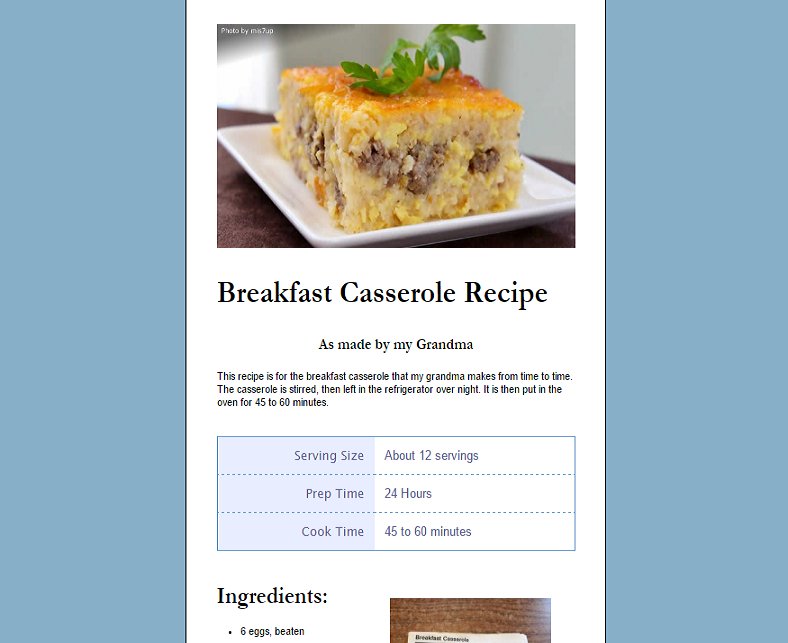 Photo by mis7up
Breakfast Casserole Recipe
As made by my Grandma
This recipe is for the breakfast casserole that my grandma makes from time to time.
The casserole is stirred, then left in the refrigerator over night. It is then put in the
oven for 45 to 60 minutes.
Serving Size About 12 servings
Prep Time 24 Hours
Cook Time 45 to 60 minutes
Ingredients:
6 eggs, beaten
Breakfast Casserole